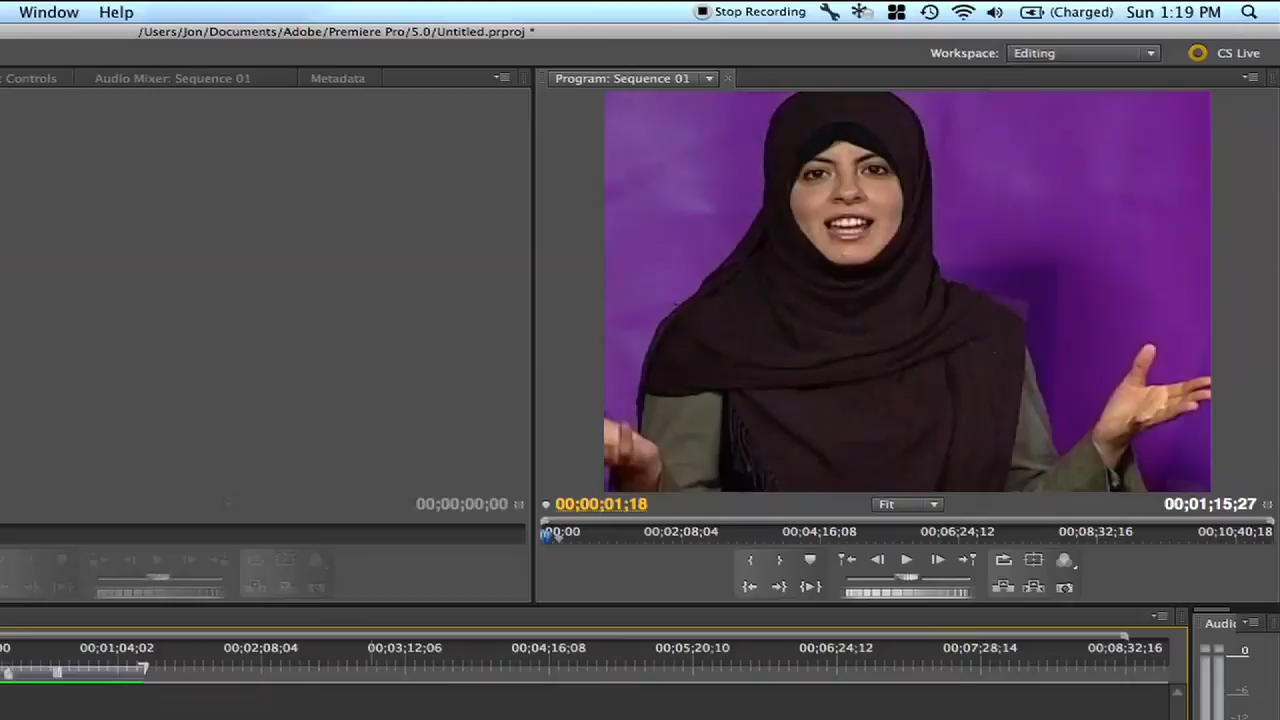 Window Help Stop Recording (Charged) Sun 1:19 PM
/Users/Jon/Documents/Adobe/Premiere Pro/5.0/Untitled.prproj *
Workspace: Editing CS Live
Controls Audio Mixer: Sequence 01 Metadata Program: Sequence 01
00;00;00;00 00;00;01;18 Fit 00;01;15;27
00;00 00;02;08;04 00;04;16;08 00;06;24;12 00;08;32;16 00;10;40;18
Audio
00;01;04;02 00;02;08;04 00;03;12;06 00;04;16;08 00;05;20;10 00;06;24;12 00;07;28;14 00;08;32;16 0
-6
-12